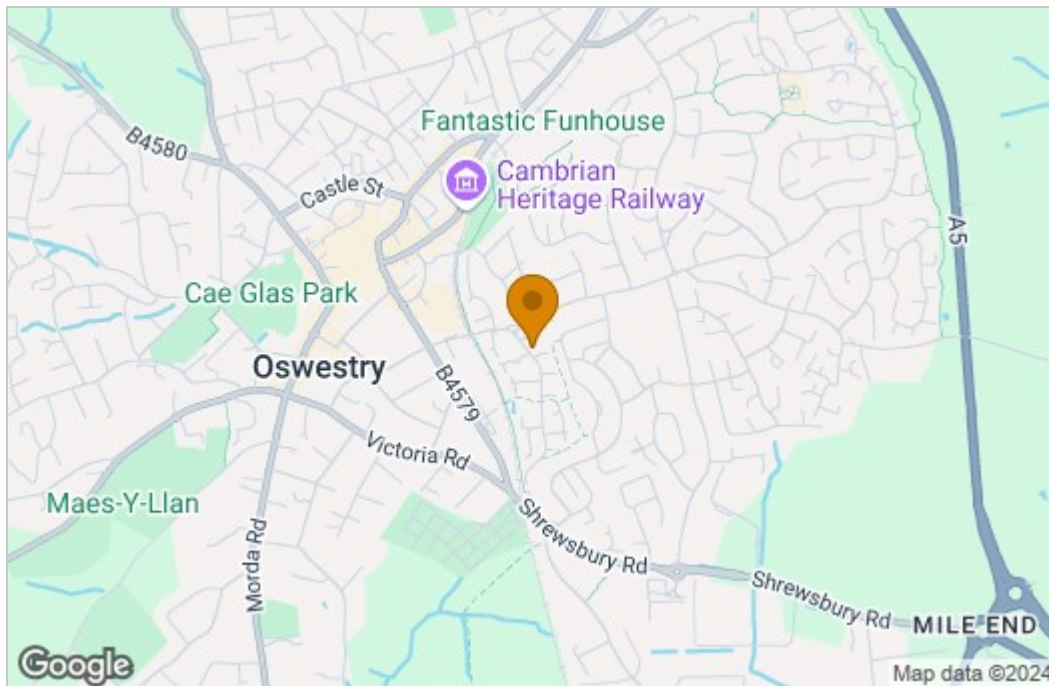 Fantastic Funhouse
B4580
Castle St
Cambrian
Heritage Railway
A5
Cae Glas Park
Oswestry
B4579
Victoria Rd
Maes-Y-Llan
Morda Rd
Shrewsbury Rd
Shrewsbury Rd
MILE END
Google
Map data ©2024